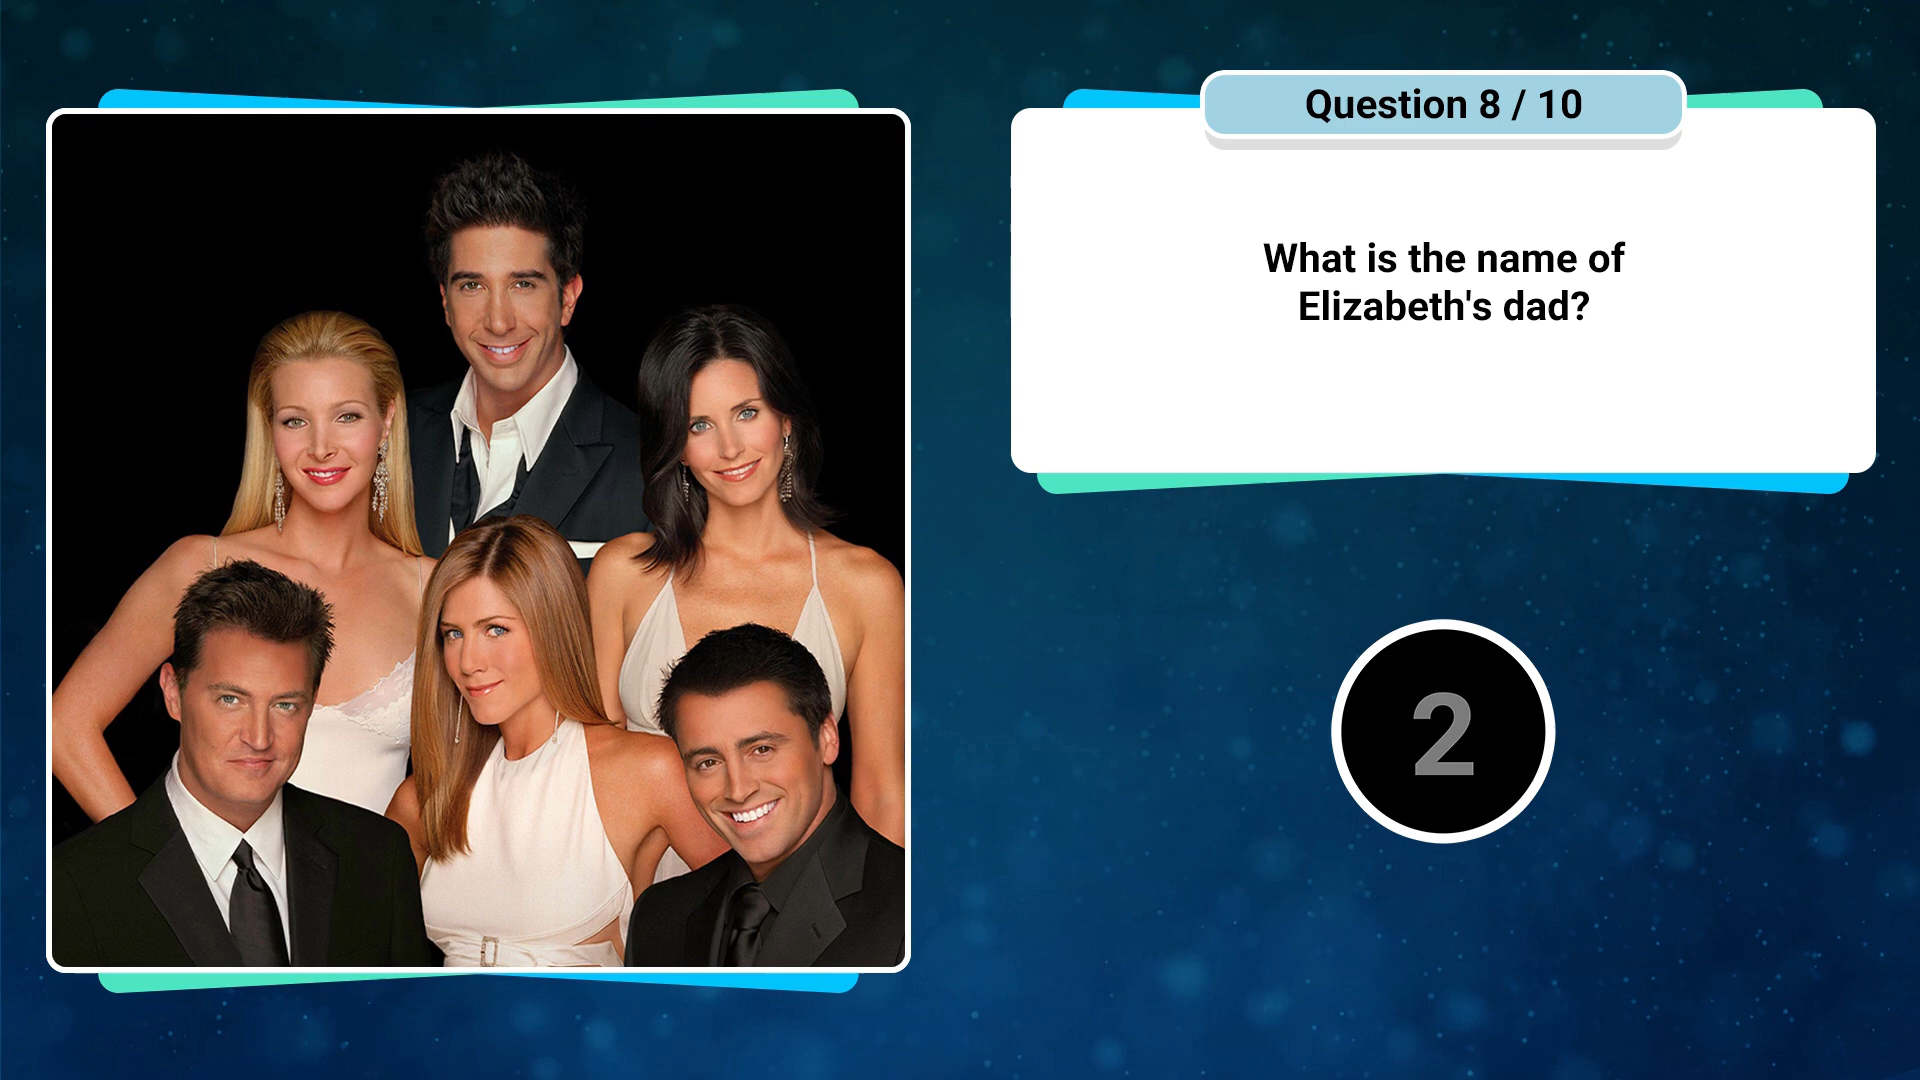 Question 8 / 10
What is the name of
Elizabeth's dad?
2